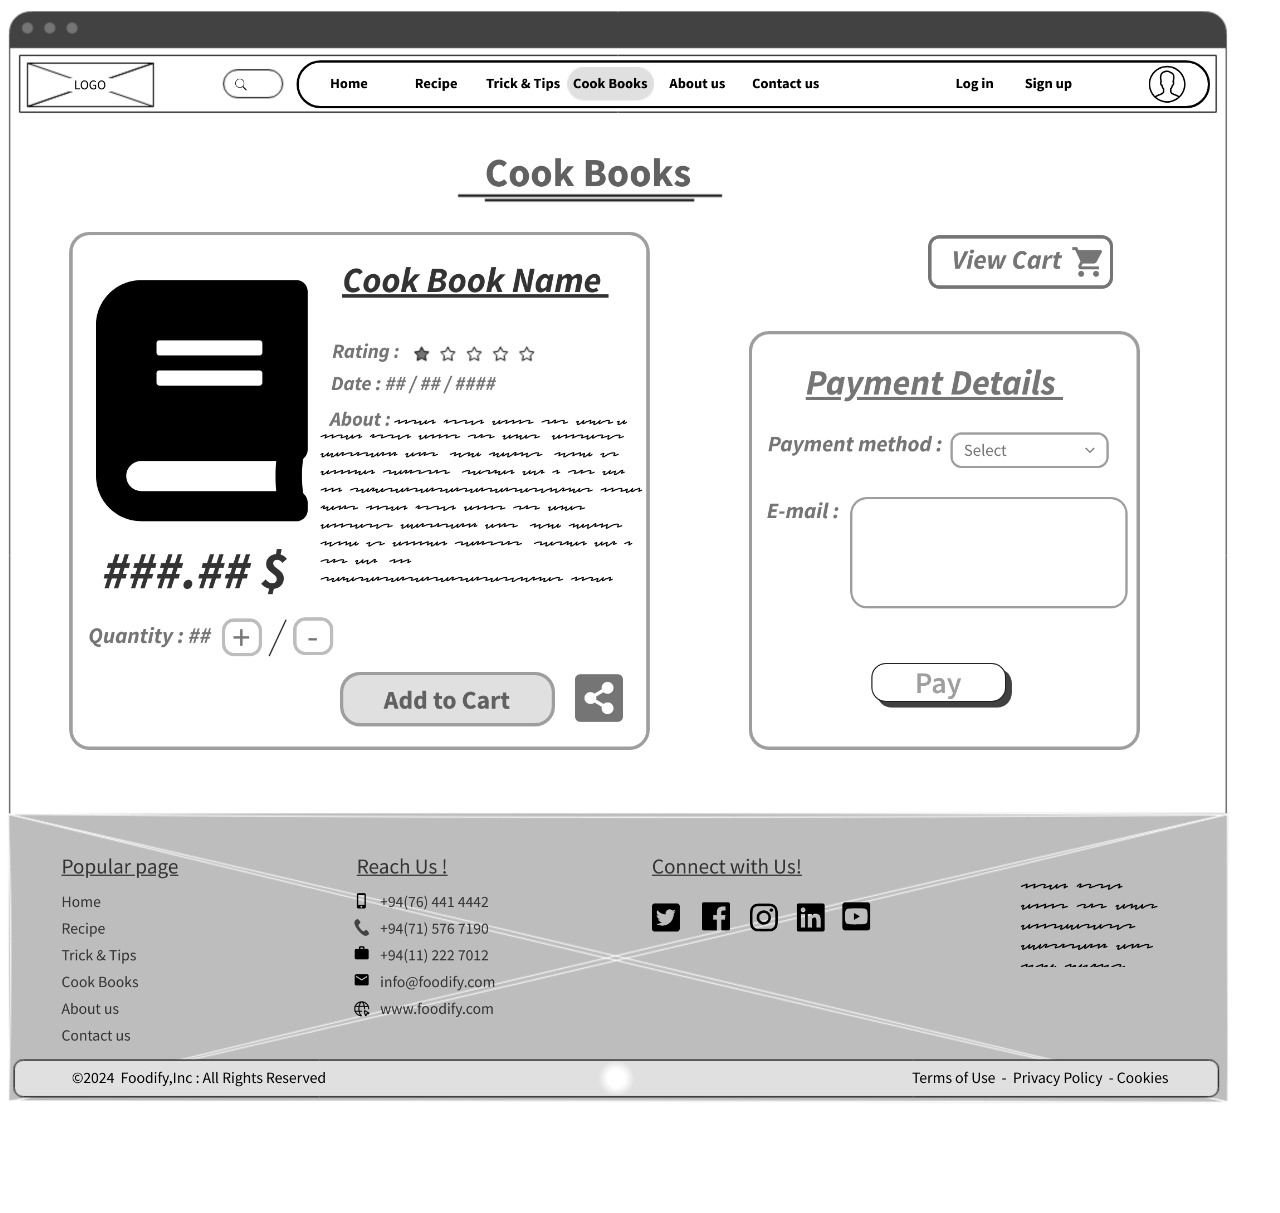 LOGO
Home Recipe Trick & Tips Cook Books About us Contact us Log in Sign up
Cook Books
View Cart
Cook Book Name
Rating :
Date : ## / ## / ####
About :
###.## $
Quantity : ## + / -
Add to Cart
Payment Details
Payment method : Select
E-mail :
Pay
Popular page
Home
Recipe
Trick & Tips
Cook Books
About us
Contact us
Reach Us !
+94(76) 441 4442
+94(71) 576 7190
+94(11) 222 7012
info@foodify.com
www.foodify.com
Connect with Us!
©2024 Foodify,Inc : All Rights Reserved
Terms of Use - Privacy Policy - Cookies